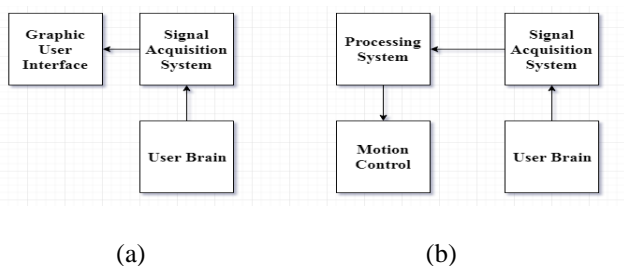 Graphic
User
Interface
Signal
Acquisition
System
User Brain
(a)
Processing
System
Signal
Acquisition
System
Motion
Control
User Brain
(b)